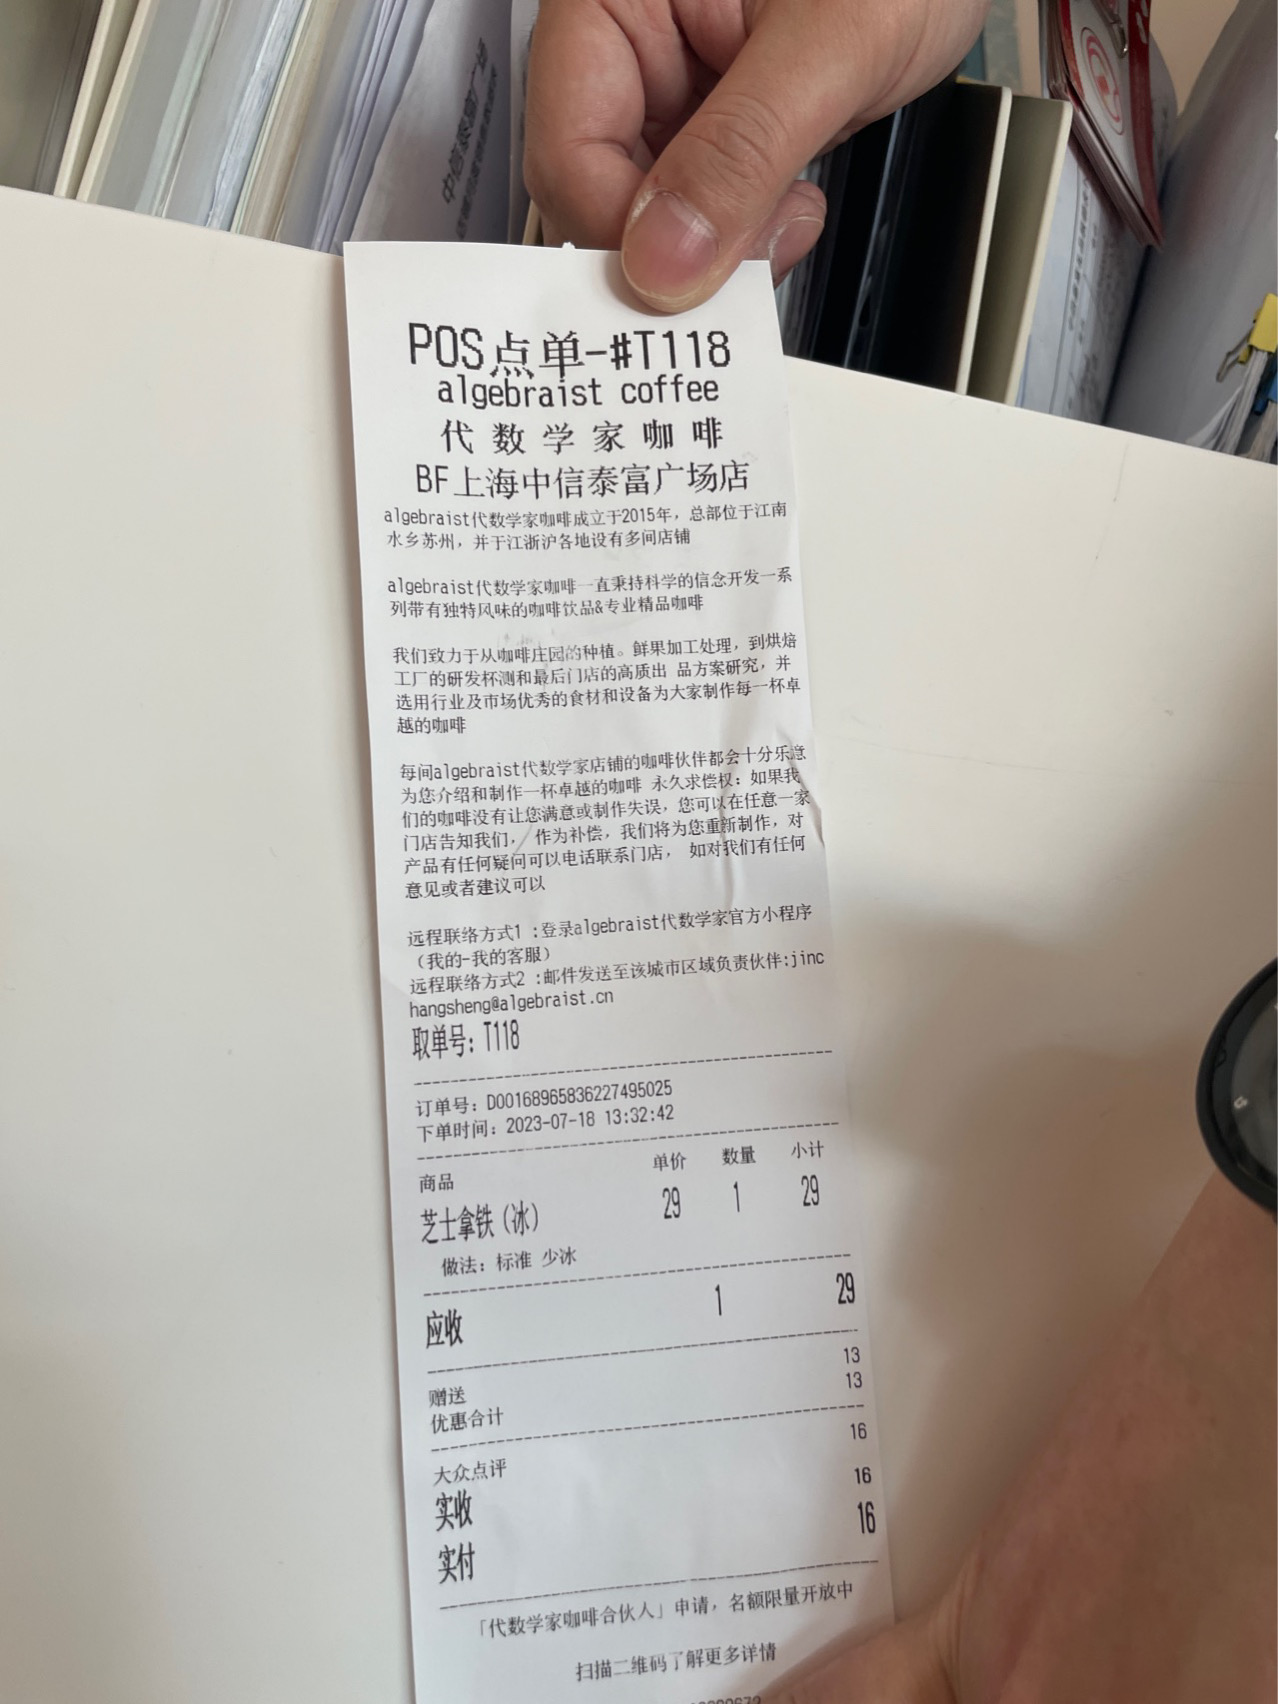 中信泰富广
POS点单-#T118
algebraist coffee
代数学家咖啡
BF上海中信泰富广场店
algebraist代数学家咖啡成立于2015年，总部位于江南
水乡苏州，并于江浙沪各地设有多间店铺
algebraist代数学家咖啡一直秉持科学的信念开发一系
列带有独特风味的咖啡饮品&专业精品咖啡
我们致力于从咖啡庄园的种植。鲜果加工处理，到烘焙
工厂的研发杯测和最后门店的高质出 品方案研究，并
选用行业及市场优秀的食材和设备为大家制作每一杯卓
越的咖啡
每间algebraist代数学家店铺的咖啡伙伴都会十分乐意
为您介绍和制作一杯卓越的咖啡 永久求偿权：如果我
们的咖啡没有让您满意或制作失误，您可以在任意一家
门店告知我们， 作为补偿，我们将为您重新制作，对
产品有任何疑问可以电话联系门店， 如对我们有任何
意见或者建议可以
远程联络方式1 :登录algebraist代数学家官方小程序
（我的-我的客服）
远程联络方式2 :邮件发送至该城市区域负责伙伴:jinc
hangsheng@algebraist.cn
取单号：T118
订单号：D00168965836227495025
下单时间：2023-07-18 13:32:42
商品 单价 数量 小计
芝士拿铁（冰） 29 1 29
做法：标准 少冰
应收 1 29
赠送 13
优惠合计 13
大众点评 16
实收 16
实付 16
「代数学家咖啡合伙人」申请，名额限量开放中
扫描二维码了解更多详情